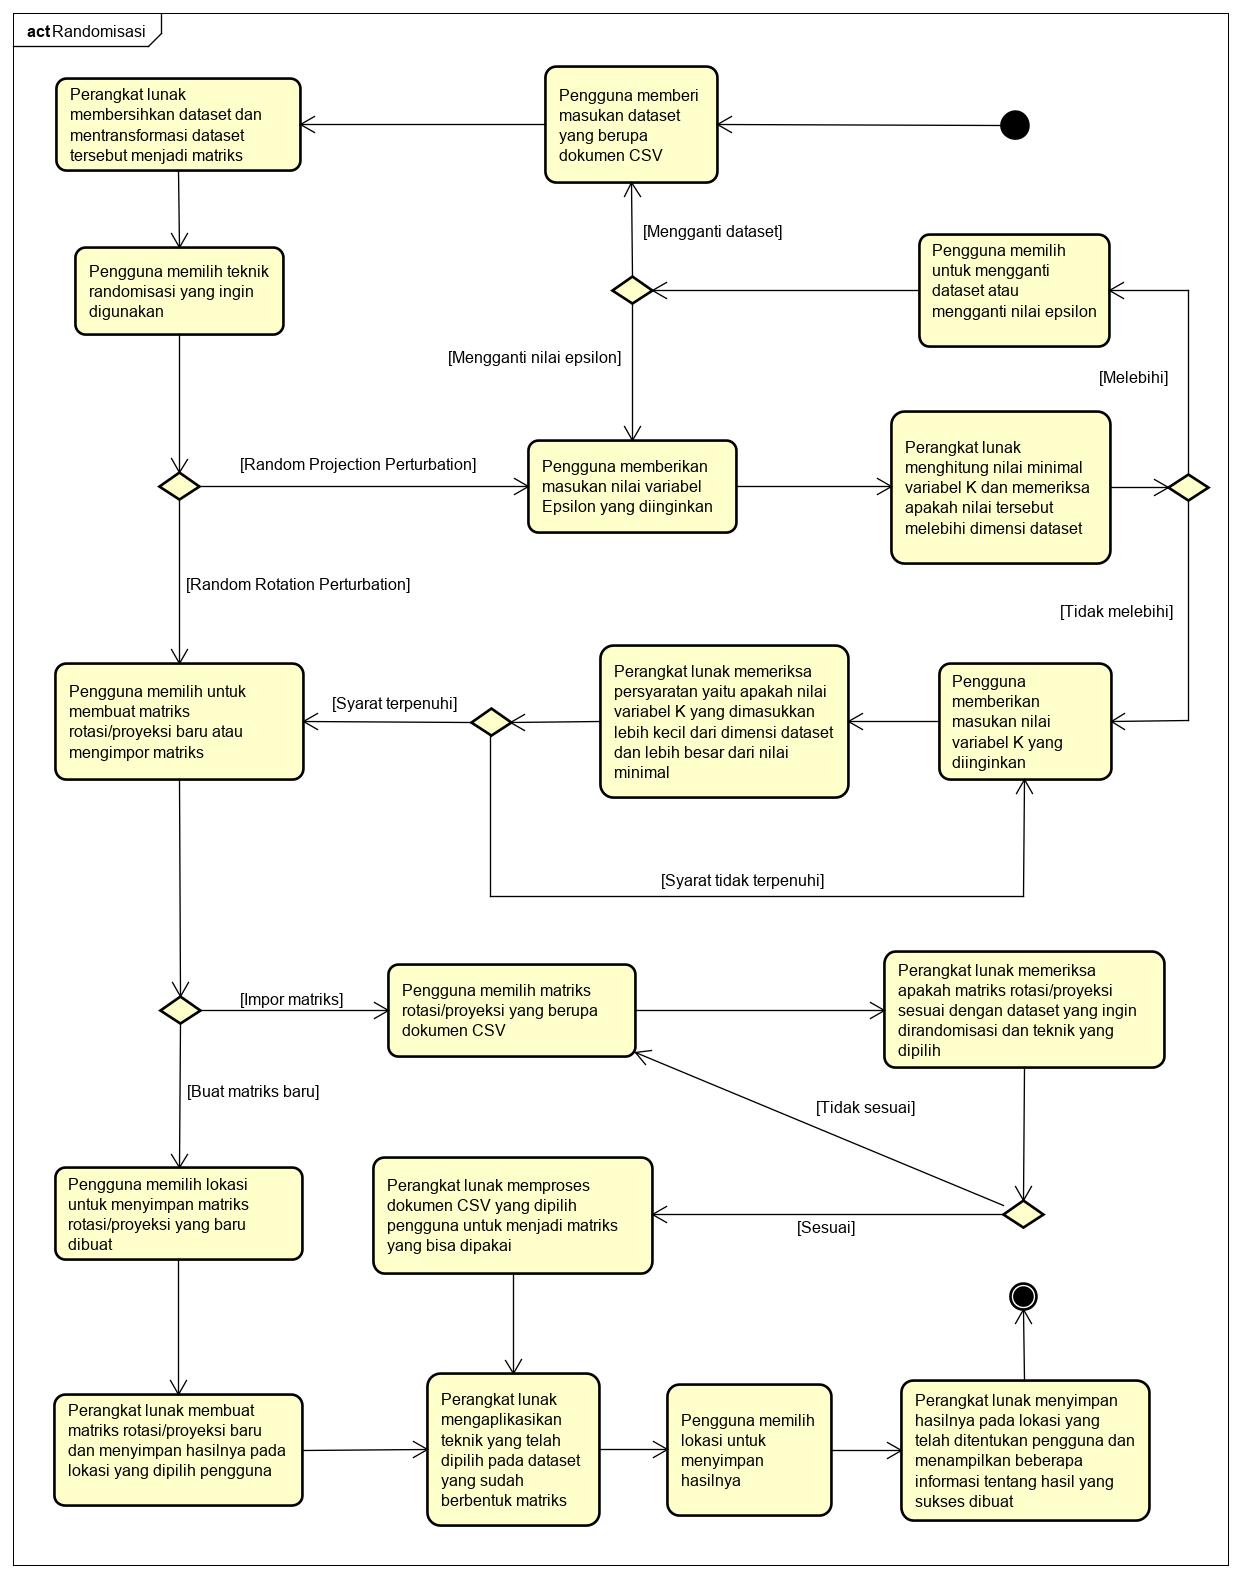 act Randomisasi
Perangkat lunak
membersihkan dataset dan
mentransformasi dataset
tersebut menjadi matriks
Pengguna memberi
masukan dataset
yang berupa
dokumen CSV
[Mengganti dataset]
Pengguna memilih
untuk mengganti
dataset atau
mengganti nilai epsilon
Pengguna memilih teknik
randomisasi yang ingin
digunakan
[Mengganti nilai epsilon]
[Melebihi]
[Random Projection Perturbation]
Pengguna memberikan
masukan nilai variabel
Epsilon yang diinginkan
Perangkat lunak
menghitung nilai minimal
variabel K dan memeriksa
apakah nilai tersebut
melebihi dimensi dataset
[Random Rotation Perturbation]
[Tidak melebihi]
Pengguna memilih untuk
membuat matriks
rotasi/proyeksi baru atau
mengimpor matriks
[Syarat terpenuhi]
Perangkat lunak memeriksa
persyaratan yaitu apakah nilai
variabel K yang dimasukkan
lebih kecil dari dimensi dataset
dan lebih besar dari nilai
minimal
Pengguna
memberikan
masukan nilai
variabel K yang
diinginkan
[Syarat tidak terpenuhi]
[Impor matriks]
Pengguna memilih matriks
rotasi/proyeksi yang berupa
dokumen CSV
Perangkat lunak memeriksa
apakah matriks rotasi/proyeksi
sesuai dengan dataset yang ingin
dirandomisasi dan teknik yang
dipilih
[Buat matriks baru]
[Tidak sesuai]
Pengguna memilih lokasi
untuk menyimpan matriks
rotasi/proyeksi yang baru
dibuat
Perangkat lunak memproses
dokumen CSV yang dipilih
pengguna untuk menjadi matriks
yang bisa dipakai
[Sesuai]
Perangkat lunak membuat
matriks rotasi/proyeksi baru
dan menyimpan hasilnya pada
lokasi yang dipilih pengguna
Perangkat lunak
mengaplikasikan
teknik yang telah
dipilih pada dataset
yang sudah
berbentuk matriks
Pengguna memilih
lokasi untuk
menyimpan
hasilnya
Perangkat lunak menyimpan
hasilnya pada lokasi yang
telah ditentukan pengguna dan
menampilkan beberapa
informasi tentang hasil yang
sukses dibuat